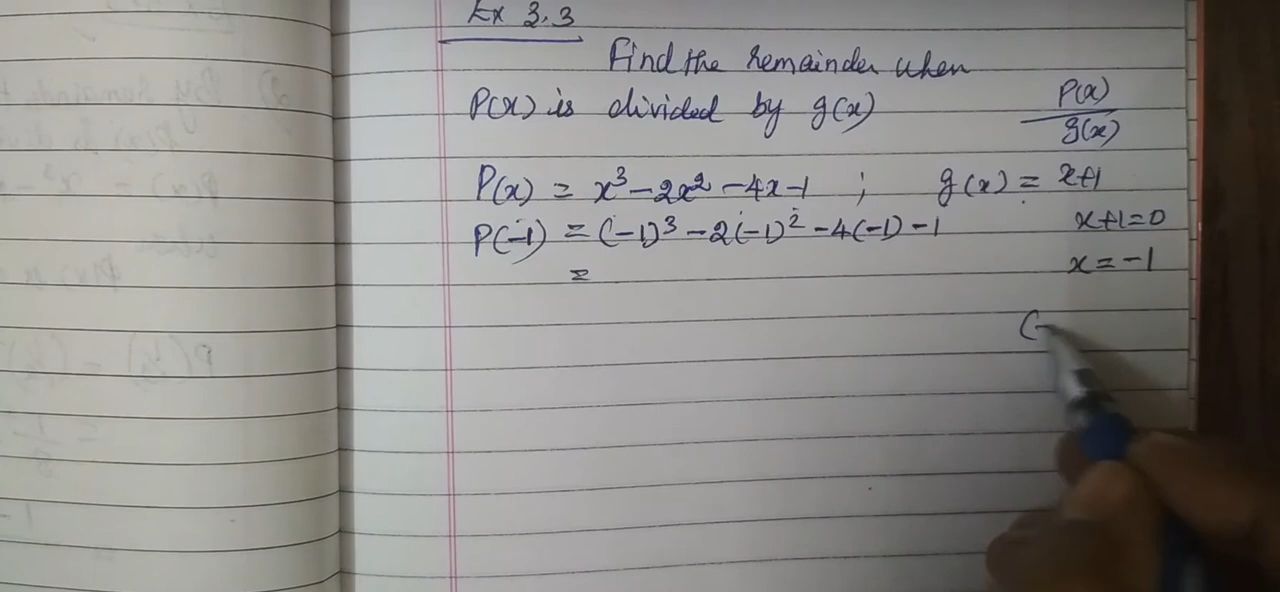 Ex 3.3
Find the remainder when
P(x) is divided by g(x)
P(x)
g(x)
P(x) = x³ - 2x² - 4x - 1 ; g(x) = x+1
P(-1) = (-1)³ - 2(-1)² - 4(-1) - 1
x+1=0
=
x = -1
(-